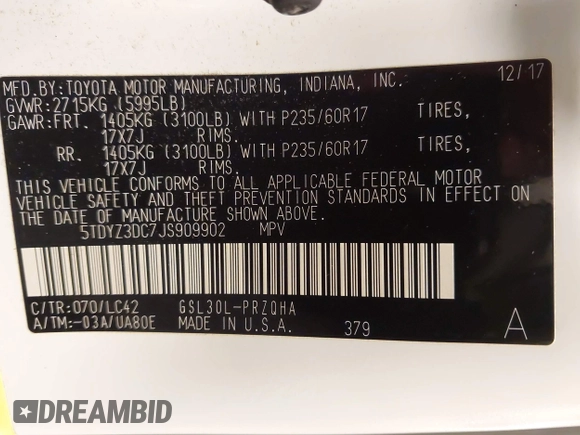 MFD.BY:TOYOTA MOTOR MANUFACTURING, INDIANA, INC. 12/17
GVWR:2715KG (5995LB)
GAWR:FRT. 1405KG (3100LB) WITH P235/60R17 TIRES,
17X7J RIMS.
RR. 1405KG (3100LB) WITH P235/60R17 TIRES,
17X7J RIMS.
THIS VEHICLE CONFORMS TO ALL APPLICABLE FEDERAL MOTOR
VEHICLE SAFETY AND THEFT PREVENTION STANDARDS IN EFFECT ON
THE DATE OF MANUFACTURE SHOWN ABOVE.
5TDYZ3DC7JS909902 MPV
C/TR:070/LC42 GSL30L-PRZQHA
A/TM:-03A/UA80E MADE IN U.S.A. 379 A
DREAMBID